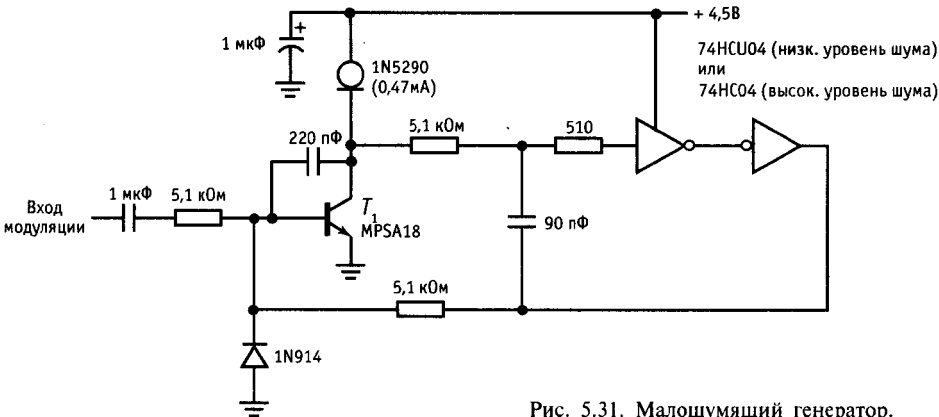 + 4,5В
1 мкФ
+
1N5290
(0,47мА)
74HCU04 (низк. уровень шума)
или
74HC04 (высок. уровень шума)
220 пФ
5,1 кОм
510
Вход
модуляции
1 мкФ
5,1 кОм
T1
MPSA18
90 пФ
5,1 кОм
1N914
Рис. 5.31. Малошумящий генератор.